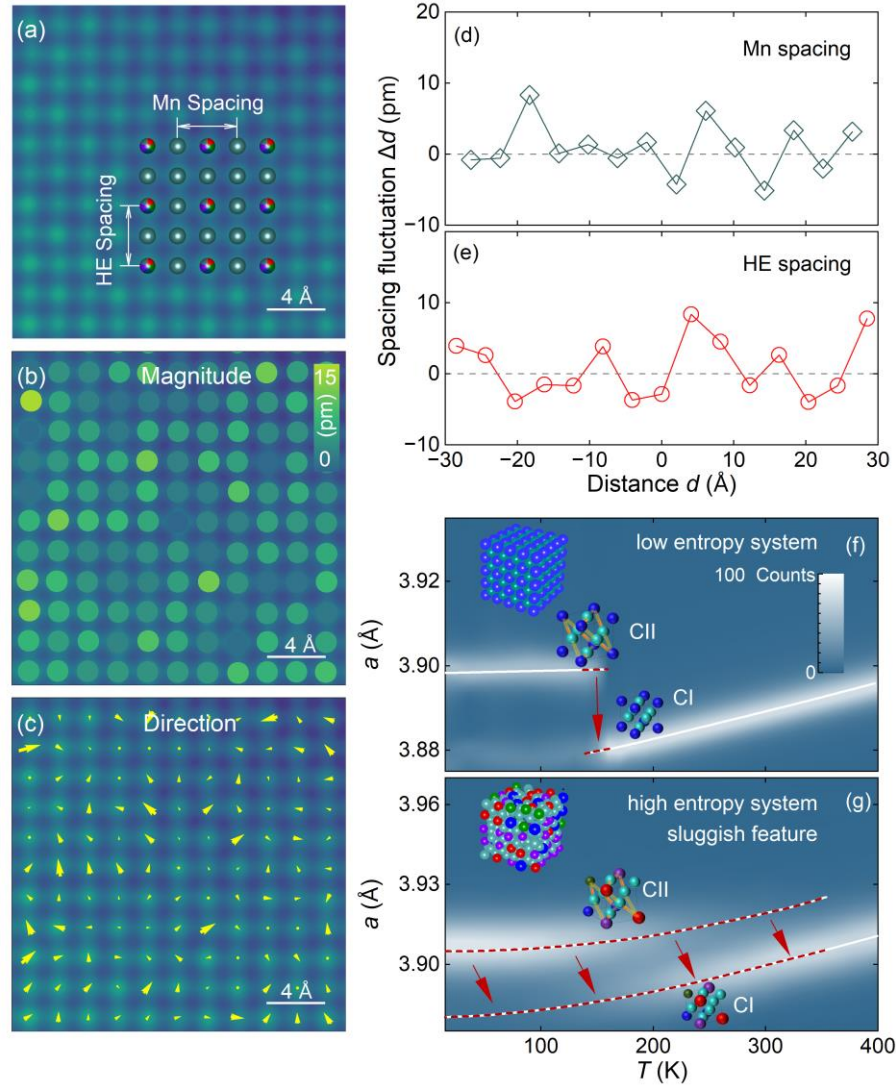 (a)
Mn Spacing
HE Spacing
4 Å
(b)
Magnitude
15
(pm)
0
4 Å
(c)
Direction
4 Å
Spacing fluctuation Δd (pm)
(d)
Mn spacing
20
10
0
−10
(e)
HE spacing
10
0
−10
−30 −20 −10 0 10 20 30
Distance d (Å)
(f)
low entropy system
100 Counts
0
CII
CI
a (Å)
3.92
3.90
3.88
(g)
high entropy system
sluggish feature
CII
CI
a (Å)
3.96
3.93
3.90
100 200 300 400
T (K)